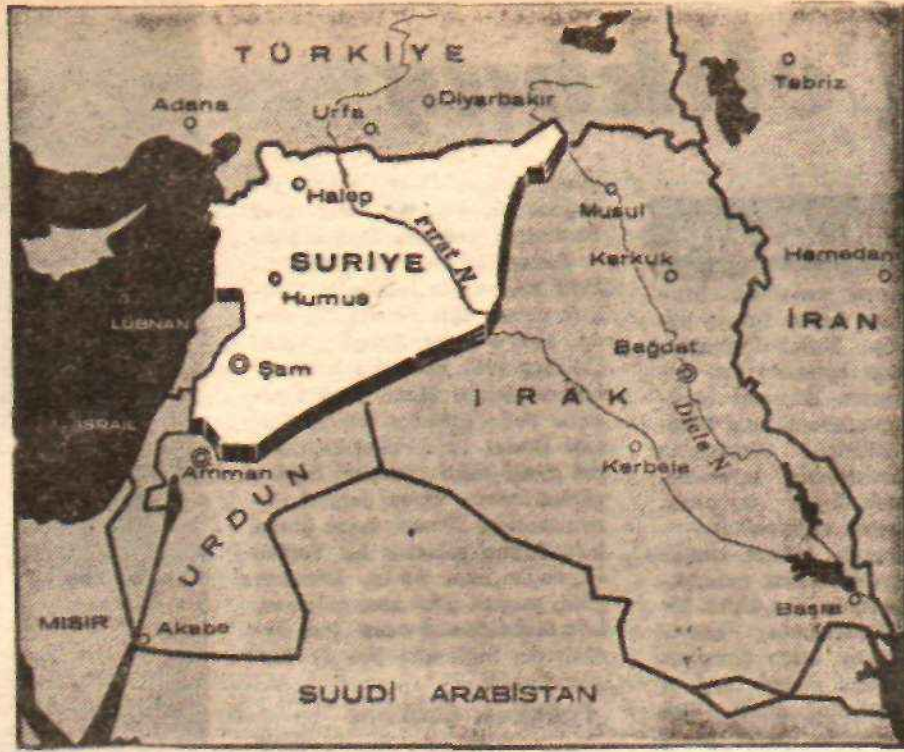 TÜRKİYE
Tebriz
Adana
Urfa
Diyarbakır
Halep
Musul
Fırat N
SURİYE
Kerkuk
Hamedan
Humus
LÜBNAN
İRAN
Bağdat
Şam
IRAK
İSRAİL
Dicle N
Amman
Kerbela
URDUN
Basra
MISIR
Akabe
SUUDİ ARABİSTAN